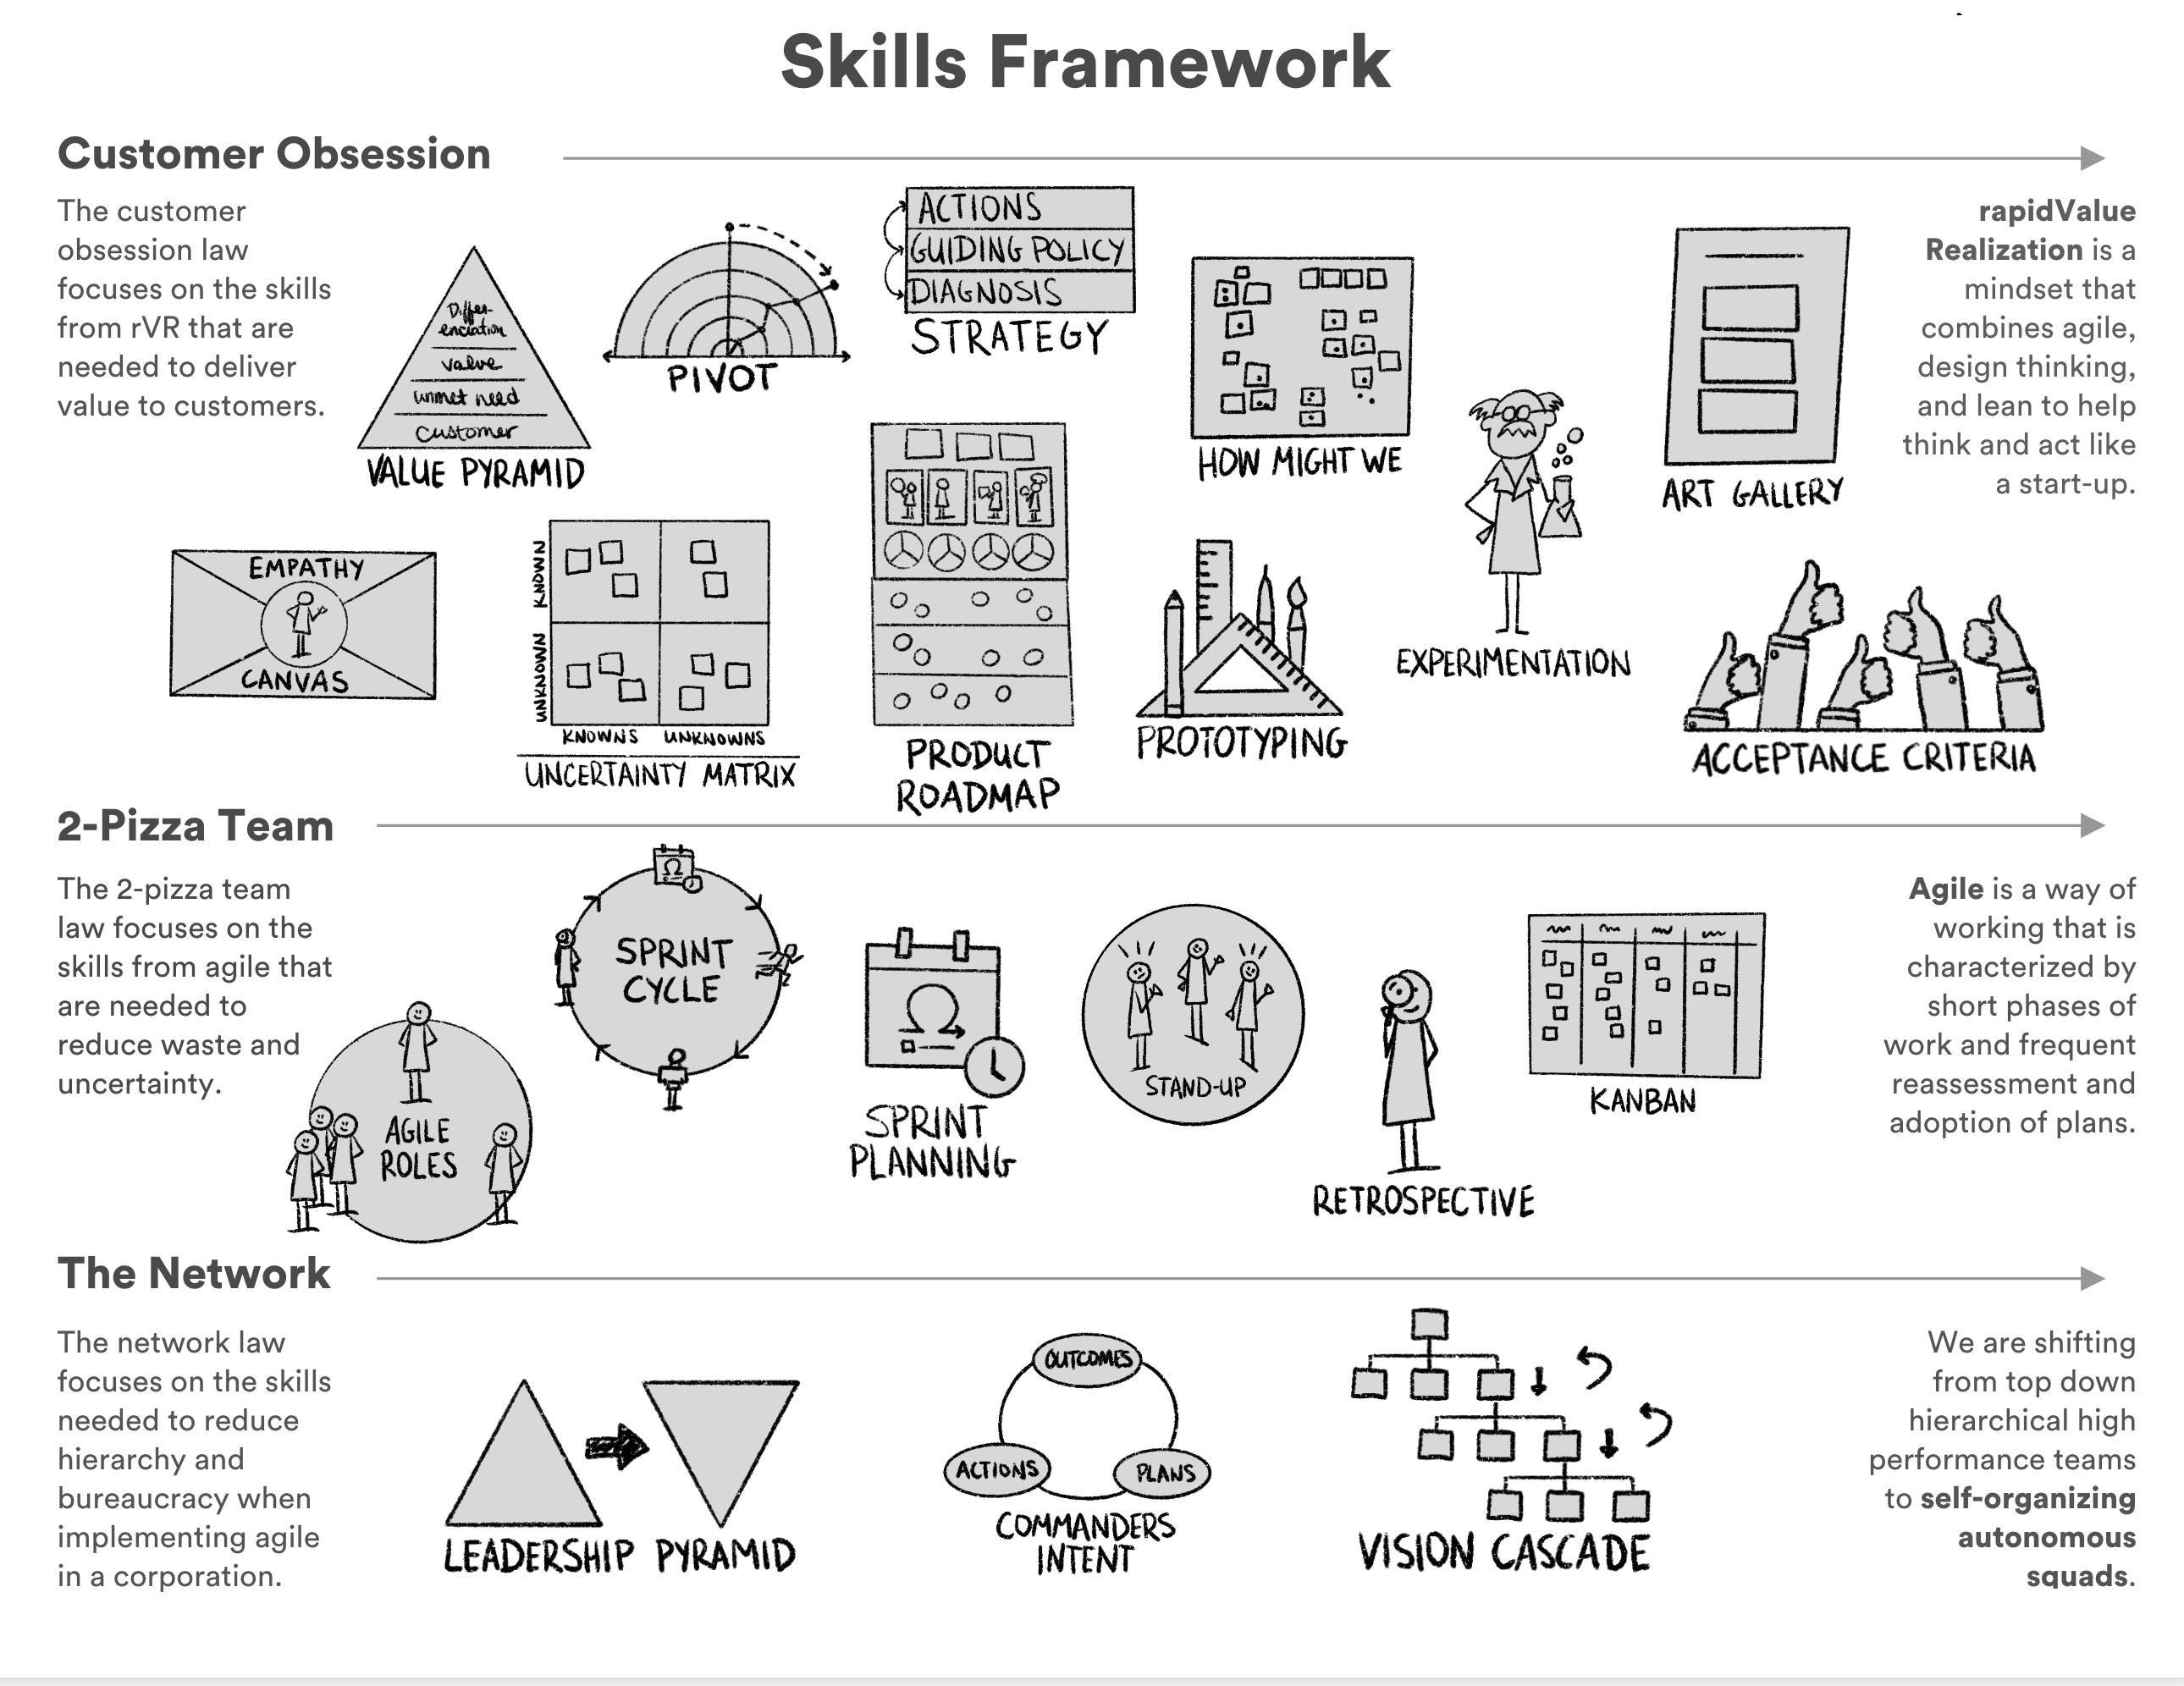 Skills Framework
Customer Obsession
The customer
obsession law
focuses on the skills
from rVR that are
needed to deliver
value to customers.
Differ-
enciation
value
unmet need
customer
VALUE PYRAMID
PIVOT
ACTIONS
GUIDING POLICY
DIAGNOSIS
STRATEGY
HOW MIGHT WE
ART GALLERY
rapidValue
Realization is a
mindset that
combines agile,
design thinking,
and lean to help
think and act like
a start-up.
EMPATHY
CANVAS
KNOWN
UNKNOWN
KNOWNS
UNKNOWNS
UNCERTAINTY MATRIX
PRODUCT
ROADMAP
PROTOTYPING
EXPERIMENTATION
ACCEPTANCE CRITERIA
2-Pizza Team
The 2-pizza team
law focuses on the
skills from agile that
are needed to
reduce waste and
uncertainty.
AGILE
ROLES
SPRINT
CYCLE
SPRINT
PLANNING
STAND-UP
RETROSPECTIVE
KANBAN
Agile is a way of
working that is
characterized by
short phases of
work and frequent
reassessment and
adoption of plans.
The Network
The network law
focuses on the skills
needed to reduce
hierarchy and
bureaucracy when
implementing agile
in a corporation.
LEADERSHIP PYRAMID
OUTCOMES
ACTIONS
PLANS
COMMANDERS
INTENT
VISION CASCADE
We are shifting
from top down
hierarchical high
performance teams
to self-organizing
autonomous
squads.